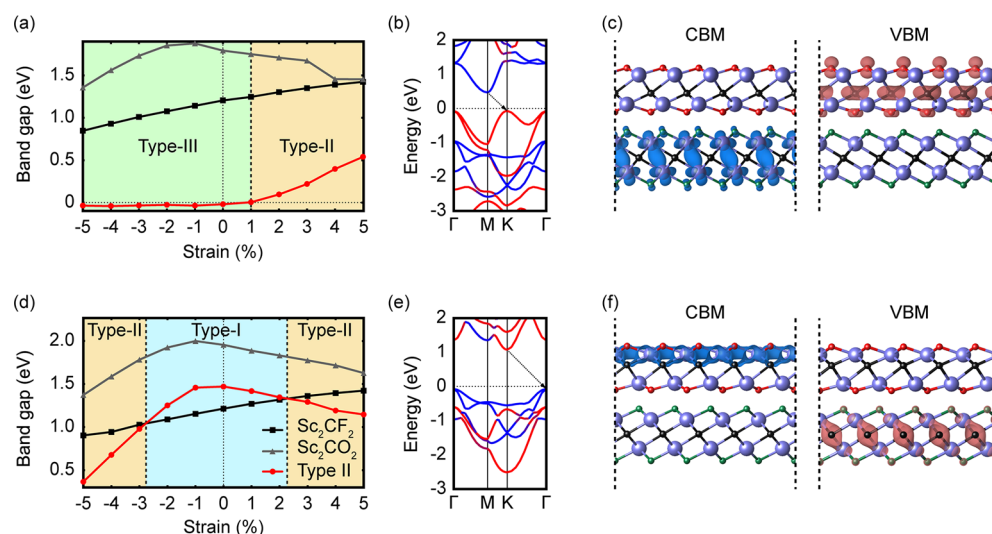 (a)
Band gap (eV)
1.5
1.0
0.5
0
Type-III
Type-II
-5 -4 -3 -2 -1 0 1 2 3 4 5
Strain (%)
(b)
Energy (eV)
2
1
0
-1
-2
-3
Γ M K Γ
(c)
CBM
VBM
(d)
Band gap (eV)
2.0
1.5
1.0
0.5
Type-II
Type-I
Type-II
Sc₂CF₂
Sc₂CO₂
Type II
-5 -4 -3 -2 -1 0 1 2 3 4 5
Strain (%)
(e)
Energy (eV)
2
1
0
-1
-2
-3
Γ M K Γ
(f)
CBM
VBM